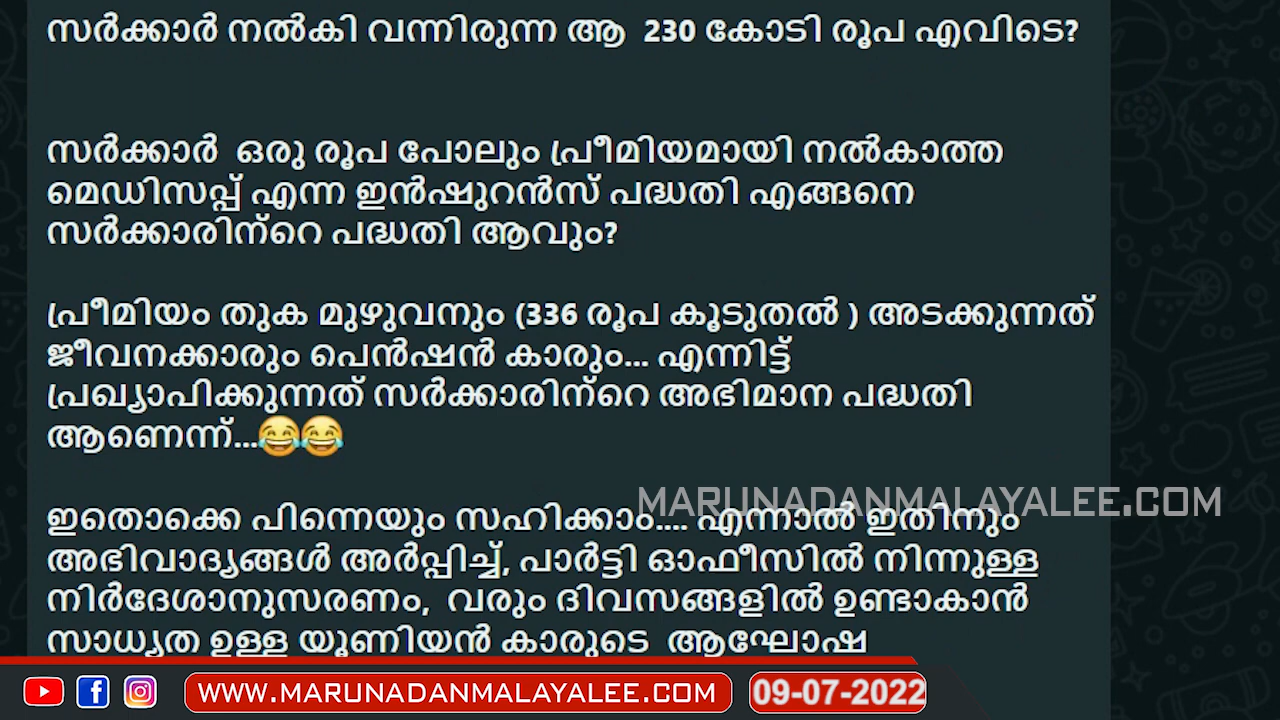 സർക്കാർ നൽകി വന്നിരുന്ന ആ 230 കോടി രൂപ എവിടെ?
സർക്കാർ ഒരു രൂപ പോലും പ്രീമിയമായി നൽകാത്ത
മെഡിസപ്പ് എന്ന ഇൻഷുറൻസ് പദ്ധതി എങ്ങനെ
സർക്കാരിന്റെ പദ്ധതി ആവും?
പ്രീമിയം തുക മുഴുവനും (336 രൂപ കൂടുതൽ ) അടക്കുന്നത്
ജീവനക്കാരും പെൻഷൻ കാരും... എന്നിട്ട്
പ്രഖ്യാപിക്കുന്നത് സർക്കാരിന്റെ അഭിമാന പദ്ധതി
ആണെന്ന്...😂😂
MARUNADANMALAYALEE.COM
ഇതൊക്കെ പിന്നെയും സഹിക്കാം.... എന്നാൽ ഇതിനും
അഭിവാദ്യങ്ങൾ അർപ്പിച്ച്, പാർട്ടി ഓഫീസിൽ നിന്നുള്ള
നിർദേശാനുസരണം, വരും ദിവസങ്ങളിൽ ഉണ്ടാകാൻ
സാധ്യത ഉള്ള യൂണിയൻ കാരുടെ ആഘോഷ
WWW.MARUNADANMALAYALEE.COM
09-07-2022